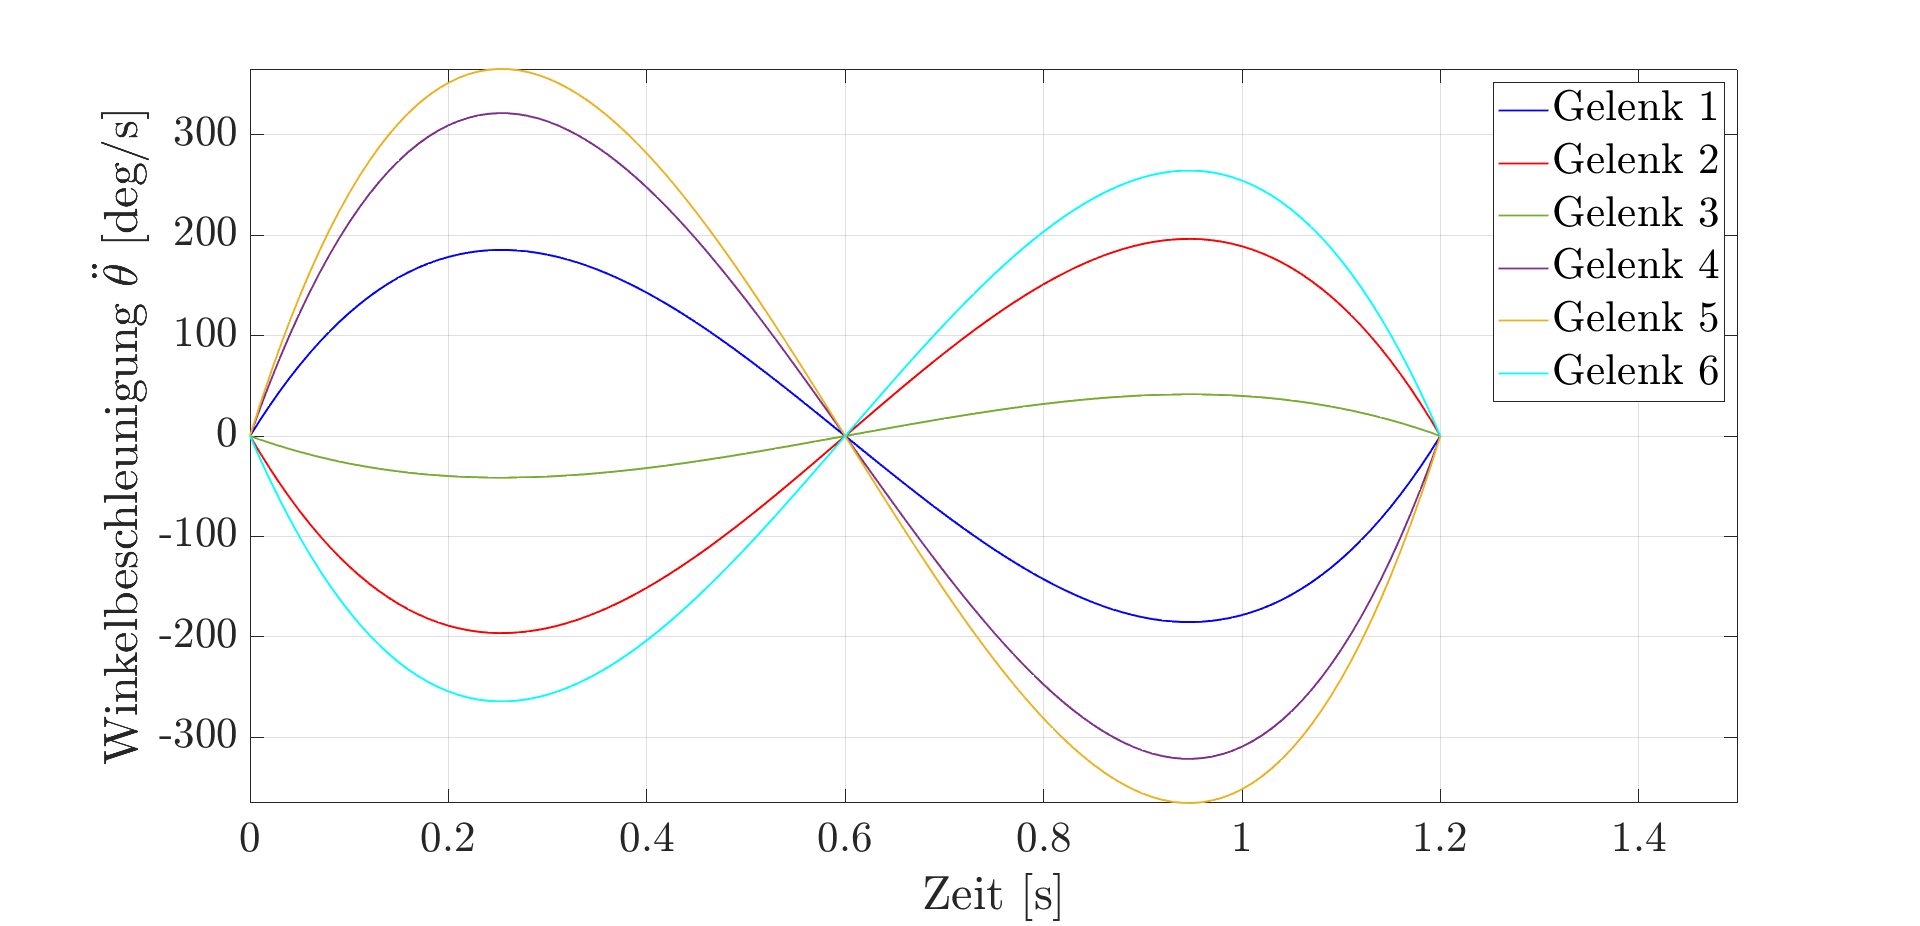 Winkelbeschleunigung θ̈ [deg/s]
300
200
100
0
-100
-200
-300
0 0.2 0.4 0.6 0.8 1 1.2 1.4
Zeit [s]
Gelenk 1
Gelenk 2
Gelenk 3
Gelenk 4
Gelenk 5
Gelenk 6